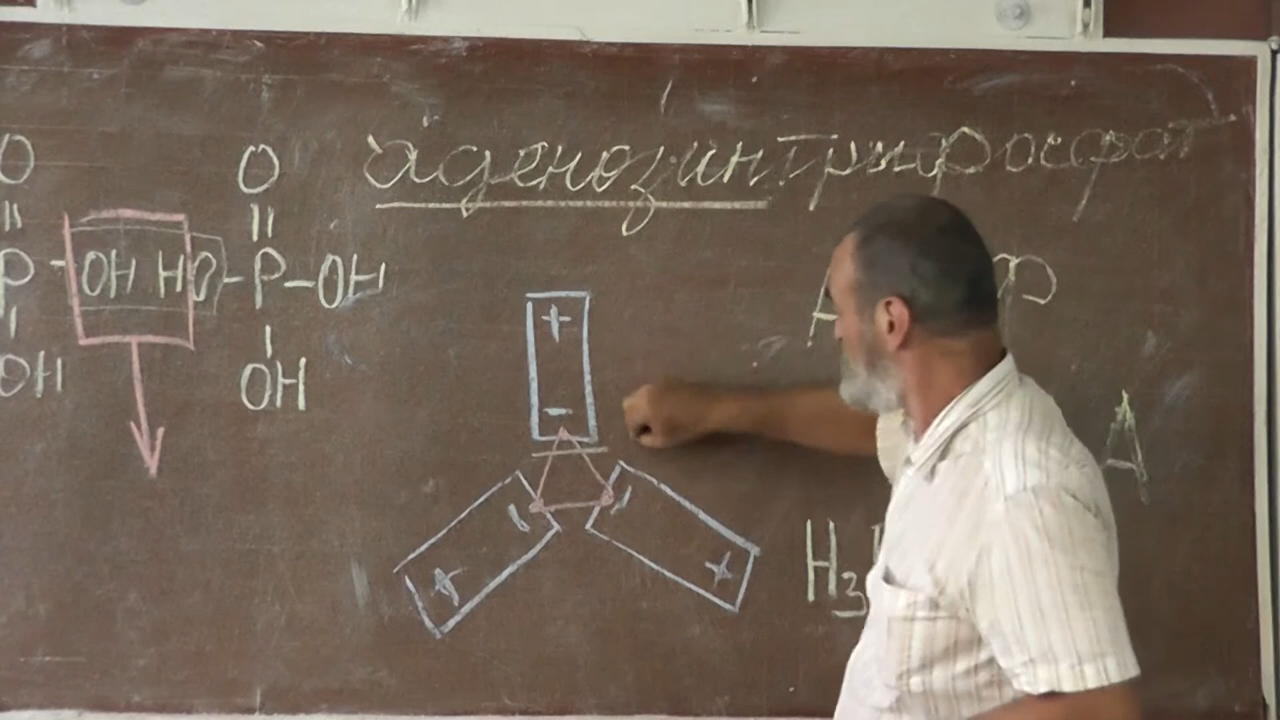 аденозинтрифосфат
O O
|| ||
P - OH HO - P - OH
| |
OH OH
+
-
- -
+ +
А Ф
А
H₃